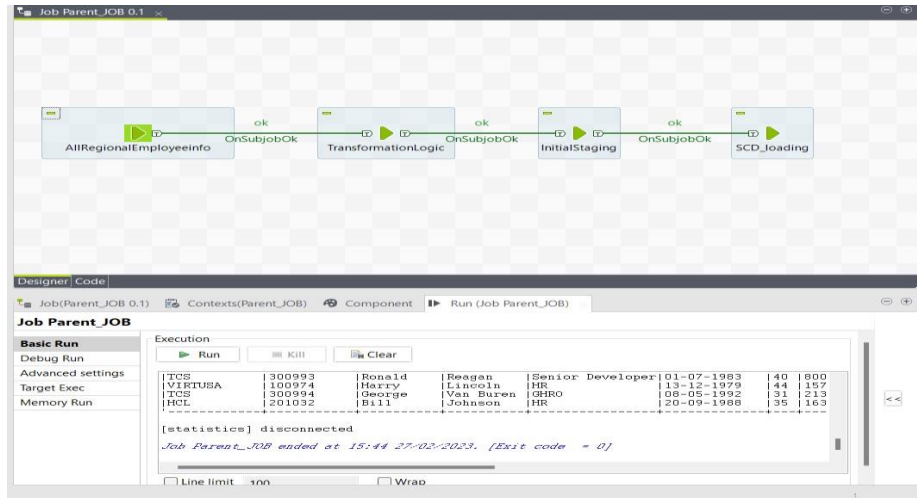 Job Parent_JOB 0.1
ok ok ok
OnSubjobOk OnSubjobOk OnSubjobOk
AllRegionalEmployeeinfo TransformationLogic InitialStaging SCD_loading
Designer Code
Job(Parent_JOB 0.1) Contexts(Parent_JOB) Component Run (Job Parent_JOB)
Job Parent_JOB
Basic Run
Debug Run
Advanced settings
Target Exec
Memory Run
Execution
Run Kill Clear
|TCS |300993 |Ronald |Reagan |Senior Developer|01-07-1983 |40 |800
|VIRTUSA |100974 |Harry |Lincoln |HR |13-12-1979 |44 |157
|TCS |300994 |George |Van Buren |GHRO |08-05-1992 |31 |213
|HCL |201032 |Bill |Johnson |HR |20-09-1988 |35 |163
[statistics] disconnected
Job Parent_JOB ended at 15:44 27/02/2023. [Exit code = 0]
Line limit 100 Wrap
<<